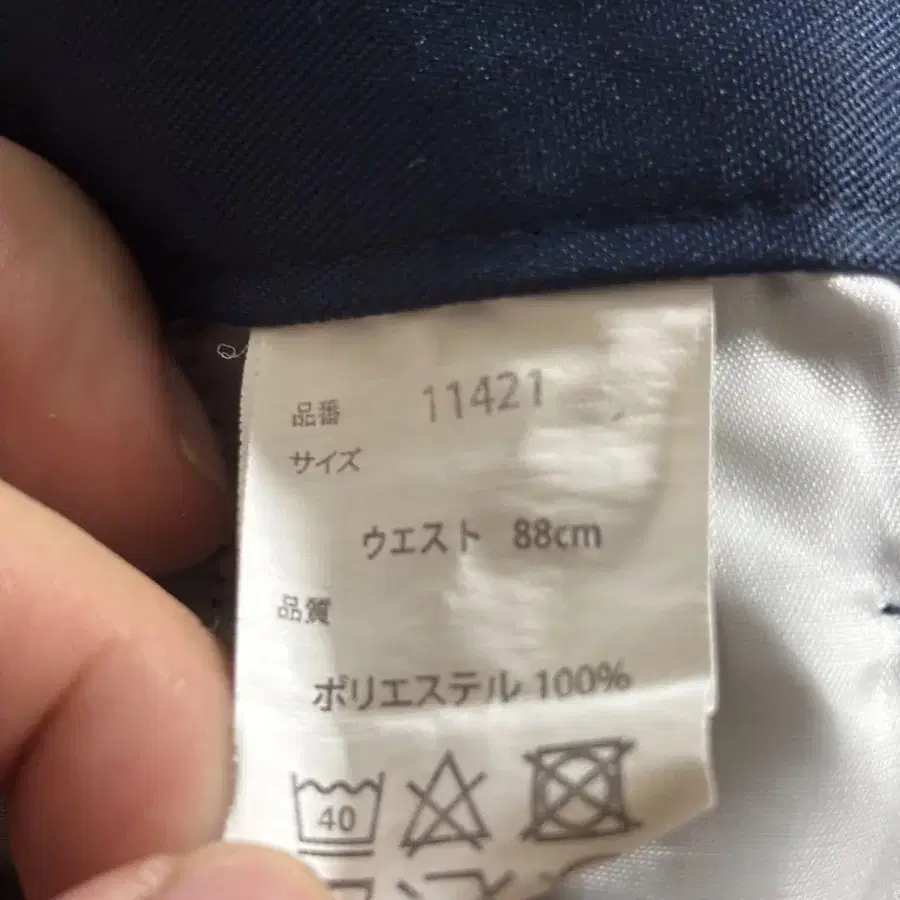 品番 11421
サイズ
ウエスト 88cm
品質
ポリエステル 100%
40